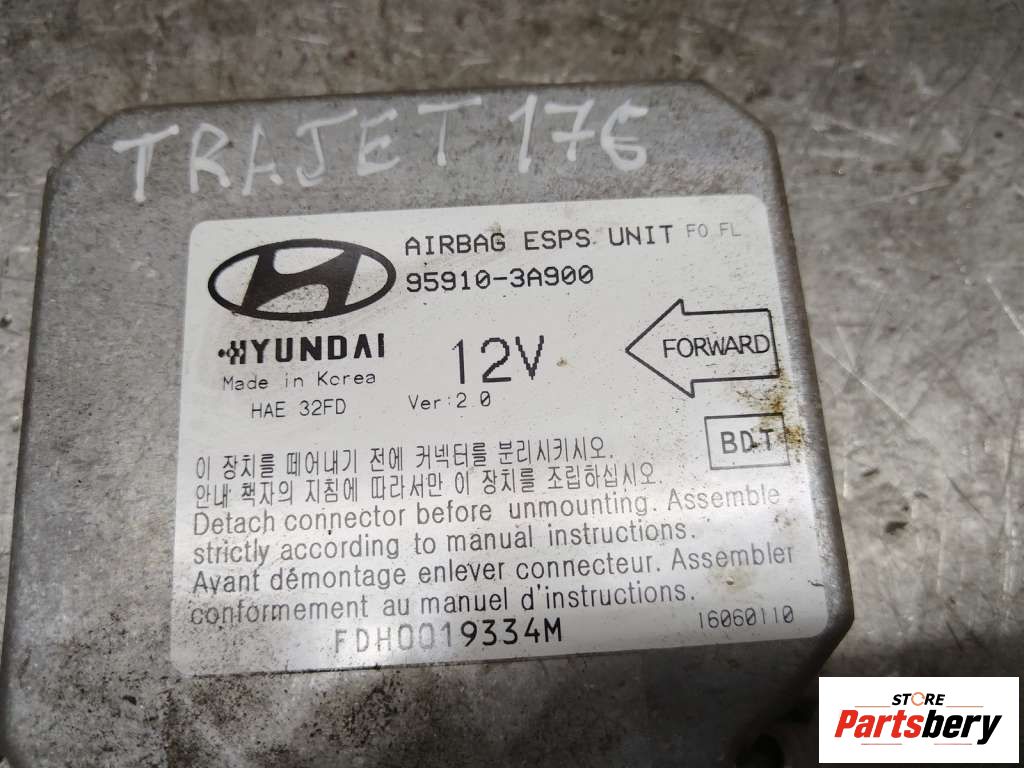 TRAJET 176
AIRBAG ESPS UNIT FO FL
95910-3A900
HYUNDAI
12V
FORWARD
Made in Korea
HAE 32FD
Ver:2.0
BDT
이 장치를 떼어내기 전에 커넥터를 분리시키시오.
안내 책자의 지침에 따라서만 이 장치를 조립하십시오.
Detach connector before unmounting. Assemble
strictly according to manual instructions.
Avant démontage enlever connecteur. Assembler
conformement au manuel d'instructions.
FDH0019334M
16060110
STORE
Partsbery